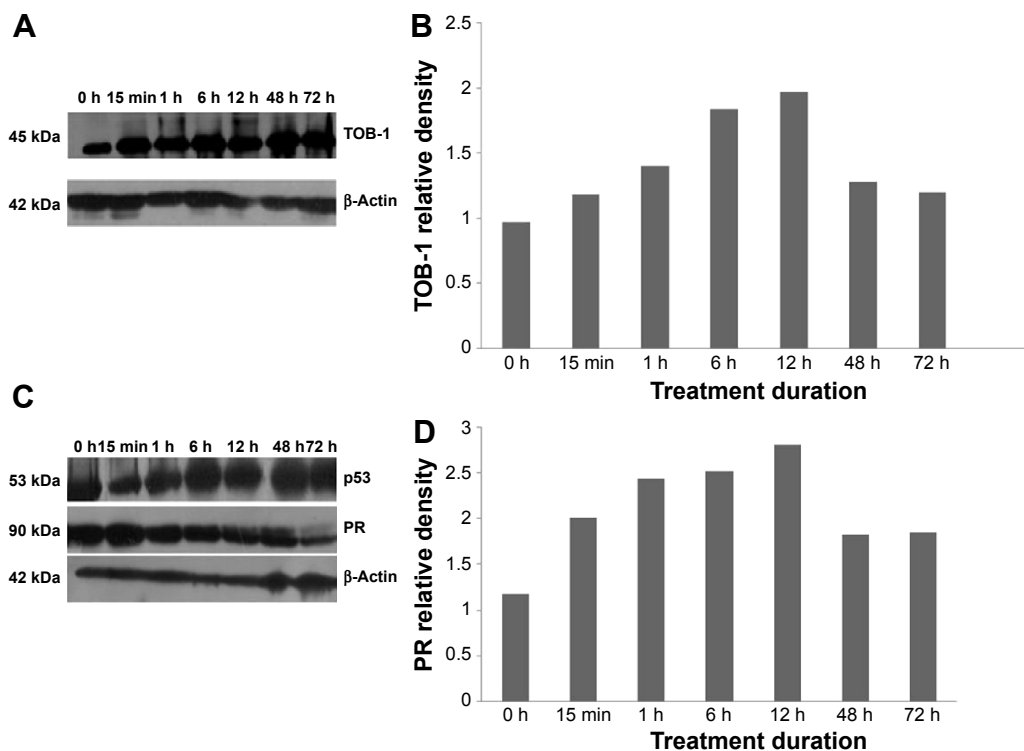 A
0 h 15 min 1 h 6 h 12 h 48 h 72 h
45 kDa TOB-1
42 kDa β-Actin
B
TOB-1 relative density
2.5
2
1.5
1
0.5
0
0 h 15 min 1 h 6 h 12 h 48 h 72 h
Treatment duration
C
0 h 15 min 1 h 6 h 12 h 48 h 72 h
53 kDa p53
90 kDa PR
42 kDa β-Actin
D
PR relative density
3
2.5
2
1.5
1
0.5
0
0 h 15 min 1 h 6 h 12 h 48 h 72 h
Treatment duration